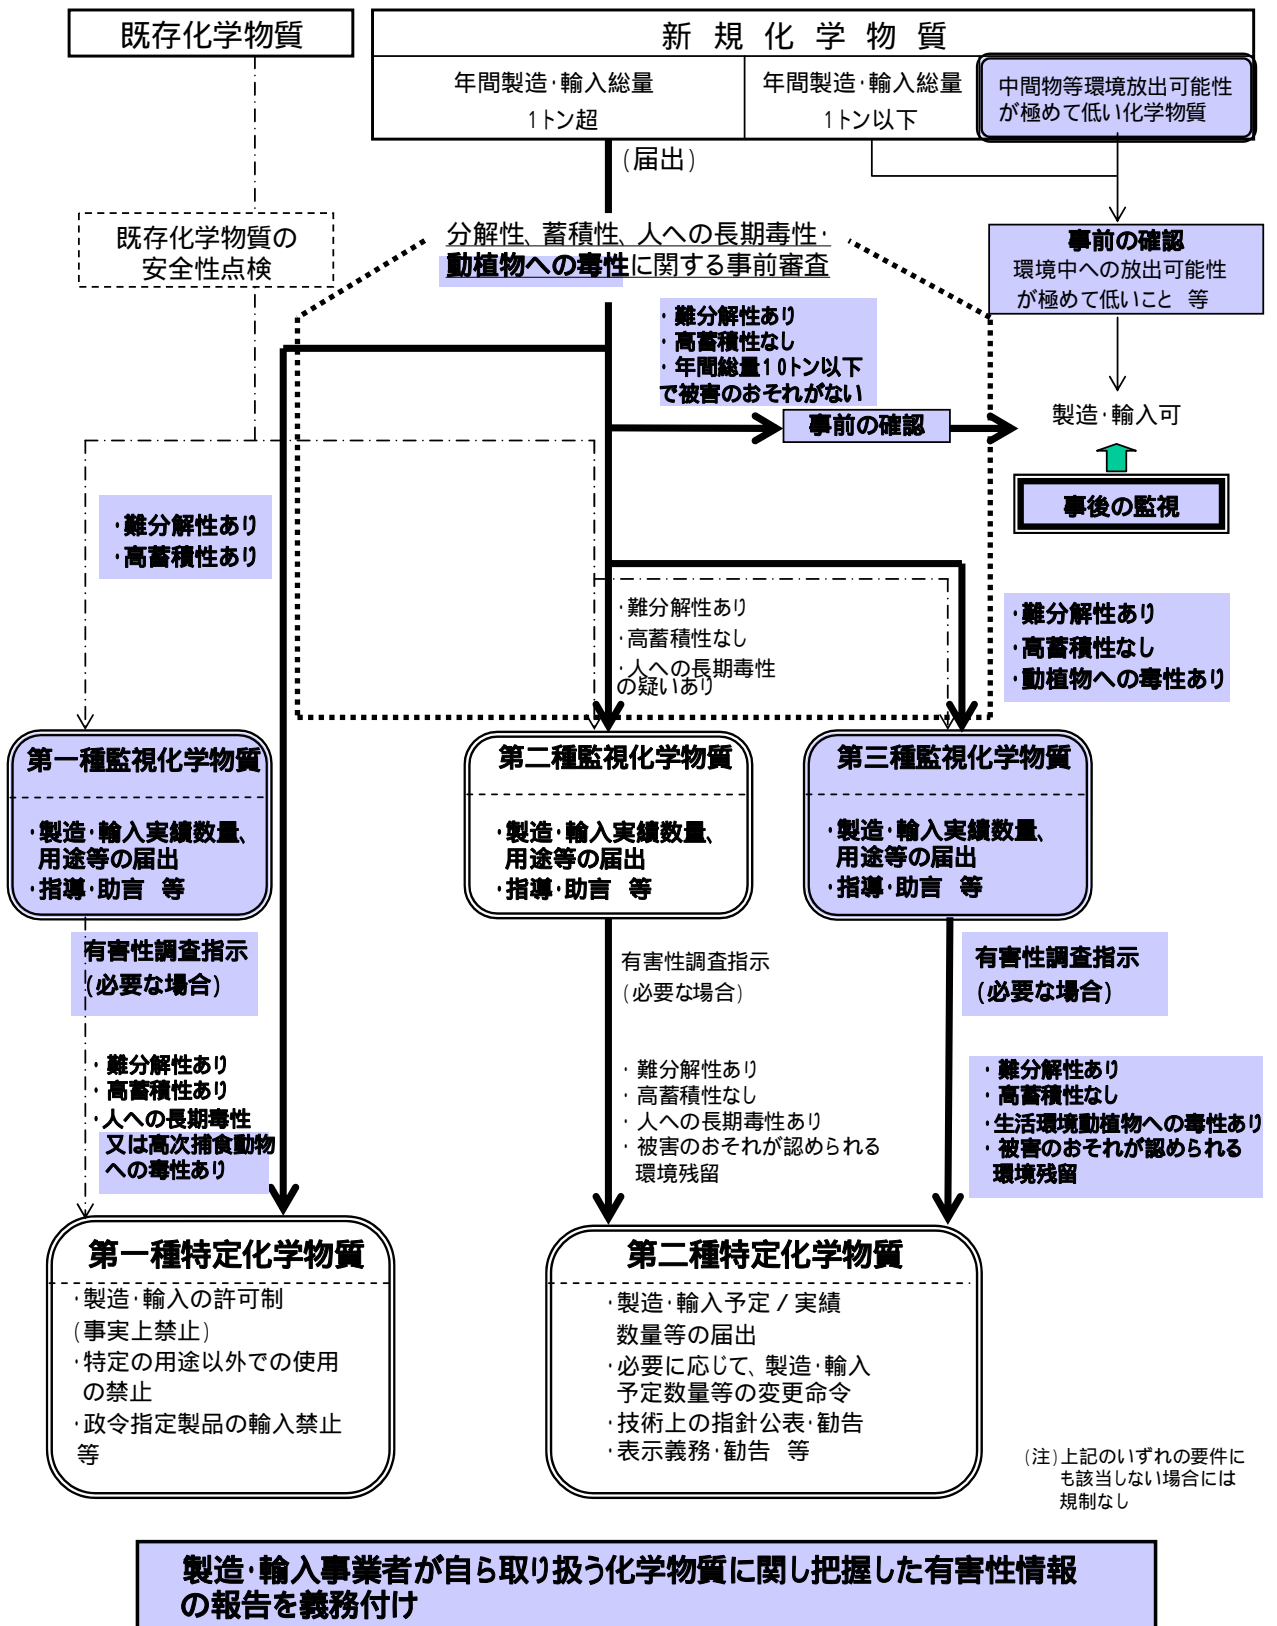 既存化学物質
新規化学物質
年間製造・輸入総量
1トン超
年間製造・輸入総量
1トン以下
中間物等環境放出可能性
が極めて低い化学物質
(届出)
既存化学物質の
安全性点検
分解性、蓄積性、人への長期毒性・
動植物への毒性に関する事前審査
事前の確認
環境中への放出可能性
が極めて低いこと 等
・難分解性あり
・高蓄積性なし
・年間総量10トン以下
で被害のおそれがない
事前の確認
製造・輸入可
事後の監視
・難分解性あり
・高蓄積性あり
・難分解性あり
・高蓄積性なし
・人への長期毒性
の疑いあり
・難分解性あり
・高蓄積性なし
・動植物への毒性あり
第一種監視化学物質
・製造・輸入実績数量、
用途等の届出
・指導・助言 等
第二種監視化学物質
・製造・輸入実績数量、
用途等の届出
・指導・助言 等
第三種監視化学物質
・製造・輸入実績数量、
用途等の届出
・指導・助言 等
有害性調査指示
(必要な場合)
有害性調査指示
(必要な場合)
有害性調査指示
(必要な場合)
・難分解性あり
・高蓄積性あり
・人への長期毒性
又は高次捕食動物
への毒性あり
・難分解性あり
・高蓄積性なし
・人への長期毒性あり
・被害のおそれが認められる
環境残留
・難分解性あり
・高蓄積性なし
・生活環境動植物への毒性あり
・被害のおそれが認められる
環境残留
第一種特定化学物質
・製造・輸入の許可制
(事実上禁止)
・特定の用途以外での使用
の禁止
・政令指定製品の輸入禁止
等
第二種特定化学物質
・製造・輸入予定/実績
数量等の届出
・必要に応じて、製造・輸入
予定数量等の変更命令
・技術上の指針公表・勧告
・表示義務・勧告 等
(注)上記のいずれの要件に
も該当しない場合には
規制なし
製造・輸入事業者が自ら取り扱う化学物質に関し把握した有害性情報
の報告を義務付け